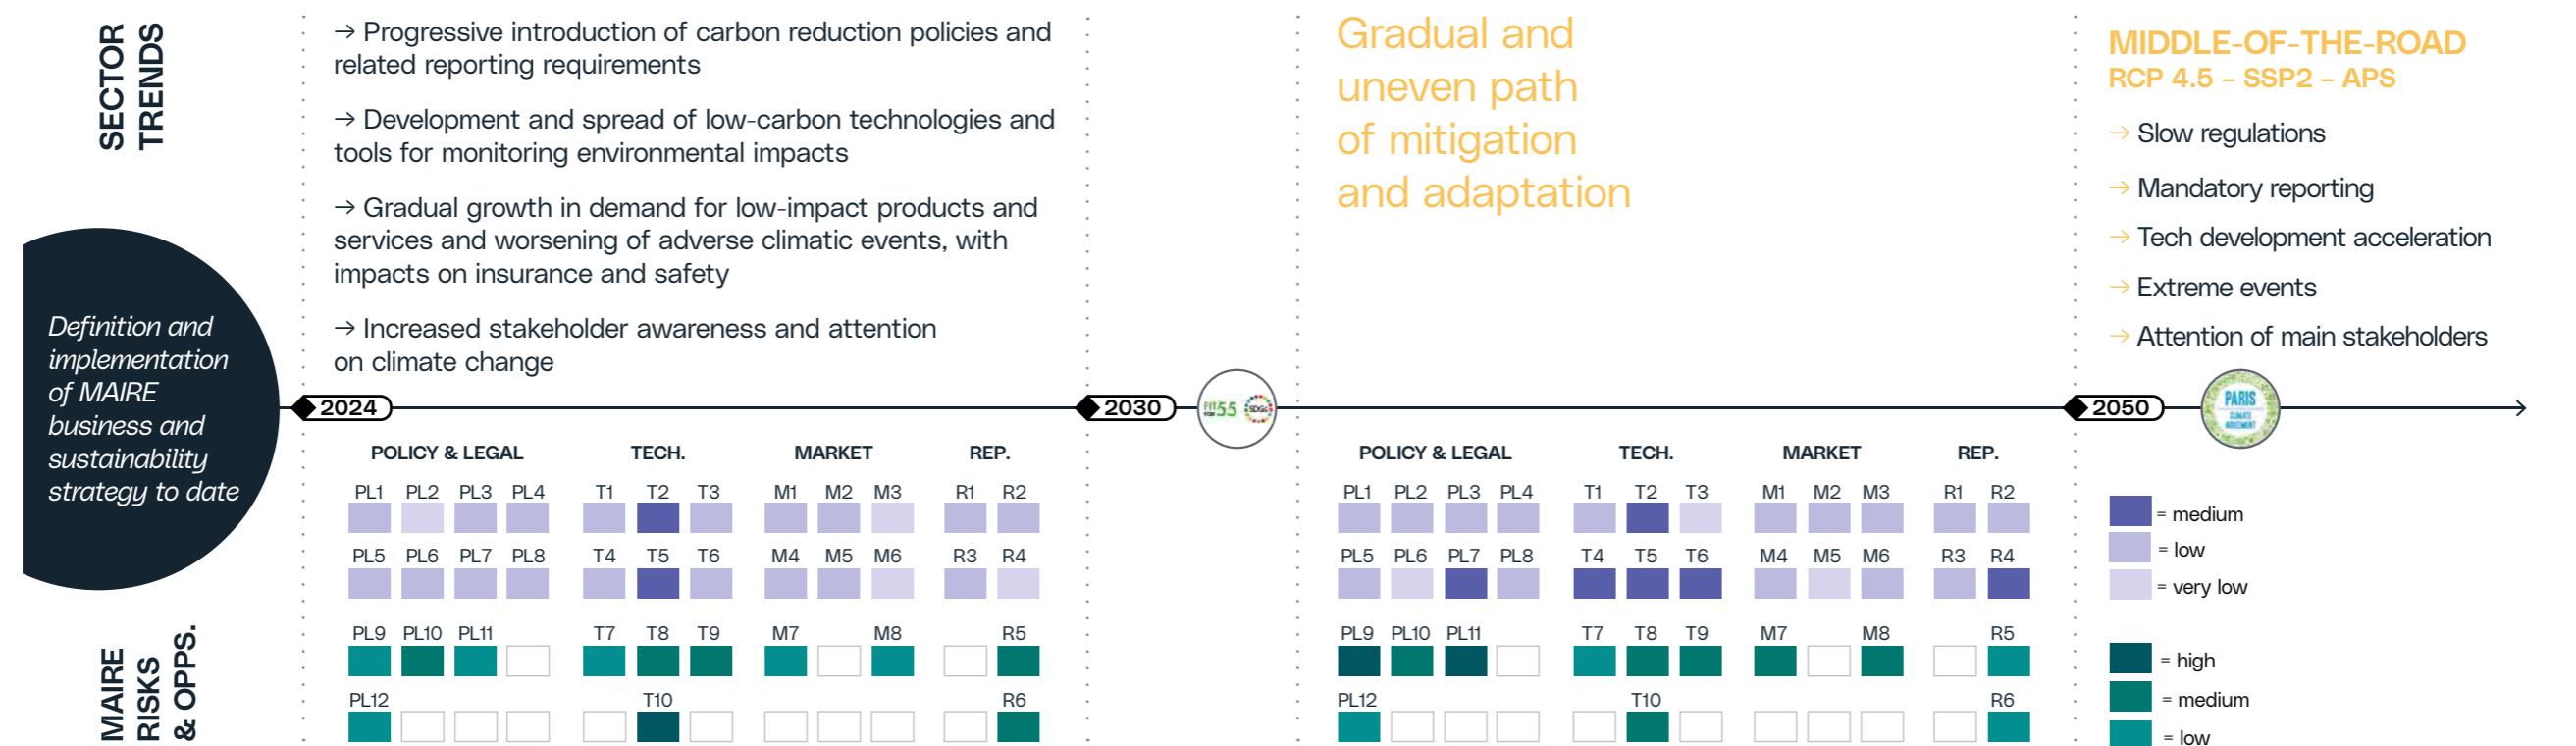 SECTOR
TRENDS
→ Progressive introduction of carbon reduction policies and
related reporting requirements
→ Development and spread of low-carbon technologies and
tools for monitoring environmental impacts
→ Gradual growth in demand for low-impact products and
services and worsening of adverse climatic events, with
impacts on insurance and safety
→ Increased stakeholder awareness and attention
on climate change
Gradual and
uneven path
of mitigation
and adaptation
MIDDLE-OF-THE-ROAD
RCP 4.5 – SSP2 – APS
→ Slow regulations
→ Mandatory reporting
→ Tech development acceleration
→ Extreme events
→ Attention of main stakeholders
Definition and
implementation
of MAIRE
business and
sustainability
strategy to date
2024
2030
FIT
FOR 55
SDGs
2050
PARIS
CLIMATE
AGREEMENT
MAIRE
RISKS
& OPPS.
POLICY & LEGAL TECH. MARKET REP.
PL1 PL2 PL3 PL4 T1 T2 T3 M1 M2 M3 R1 R2
PL5 PL6 PL7 PL8 T4 T5 T6 M4 M5 M6 R3 R4
PL9 PL10 PL11 T7 T8 T9 M7 M8 R5
PL12 T10 R6
POLICY & LEGAL TECH. MARKET REP.
PL1 PL2 PL3 PL4 T1 T2 T3 M1 M2 M3 R1 R2
PL5 PL6 PL7 PL8 T4 T5 T6 M4 M5 M6 R3 R4
PL9 PL10 PL11 T7 T8 T9 M7 M8 R5
PL12 T10 R6
= medium
= low
= very low
= high
= medium
= low